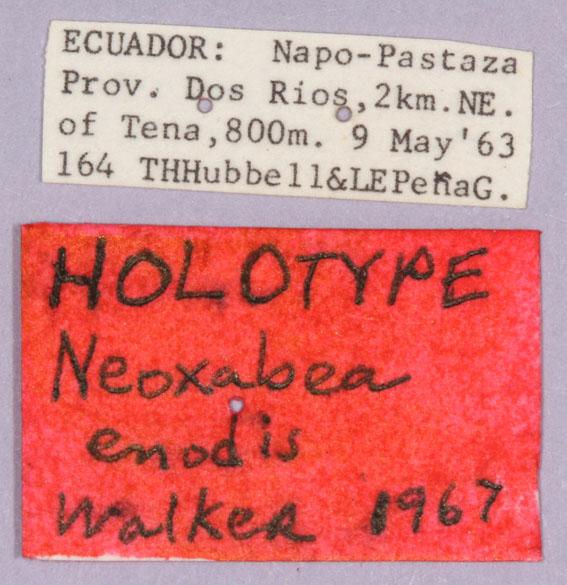 ECUADOR: Napo-Pastaza
Prov. Dos Rios,2km.NE.
of Tena,800m. 9 May'63
164 THHubbell&LEPeñaG.
HOLOTYPE
Neoxabea
enodis
Walker 1967